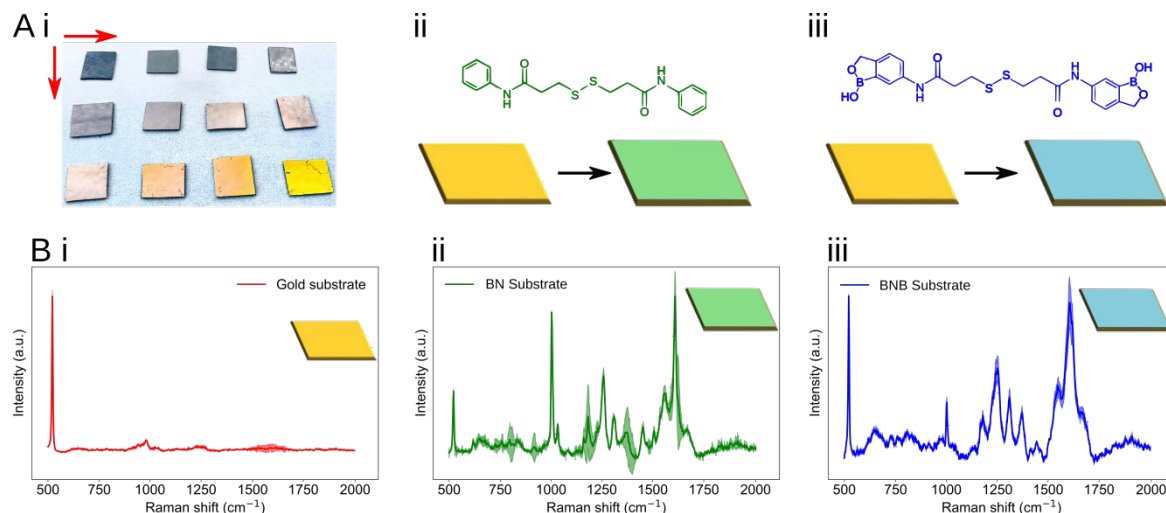 A i
ii
iii
O
N
H
S
S
H
N
O
OH
B
O
O
B
HO
O
N
H
S
S
H
N
O
B i
ii
iii
Gold substrate
BN Substrate
BNB Substrate
Intensity (a.u.)
Intensity (a.u.)
Intensity (a.u.)
500 750 1000 1250 1500 1750 2000
500 750 1000 1250 1500 1750 2000
500 750 1000 1250 1500 1750 2000
Raman shift (cm⁻¹)
Raman shift (cm⁻¹)
Raman shift (cm⁻¹)